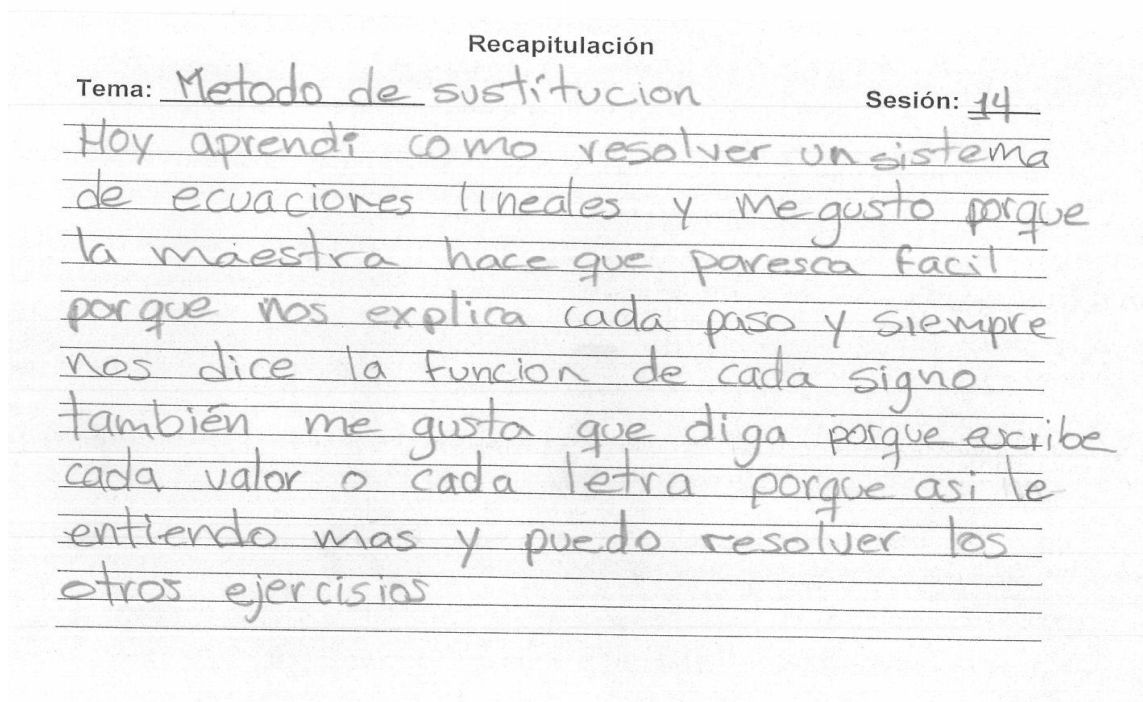 Recapitulación
Tema: Metodo de sustitucion Sesión: 14
Hoy aprendi como resolver un sistema
de ecuaciones lineales y me gusto porque
la maestra hace que paresca facil
porque nos explica cada paso y siempre
nos dice la funcion de cada signo
también me gusta que diga porque escribe
cada valor o cada letra porque asi le
entiendo mas y puedo resolver los
otros ejercisios